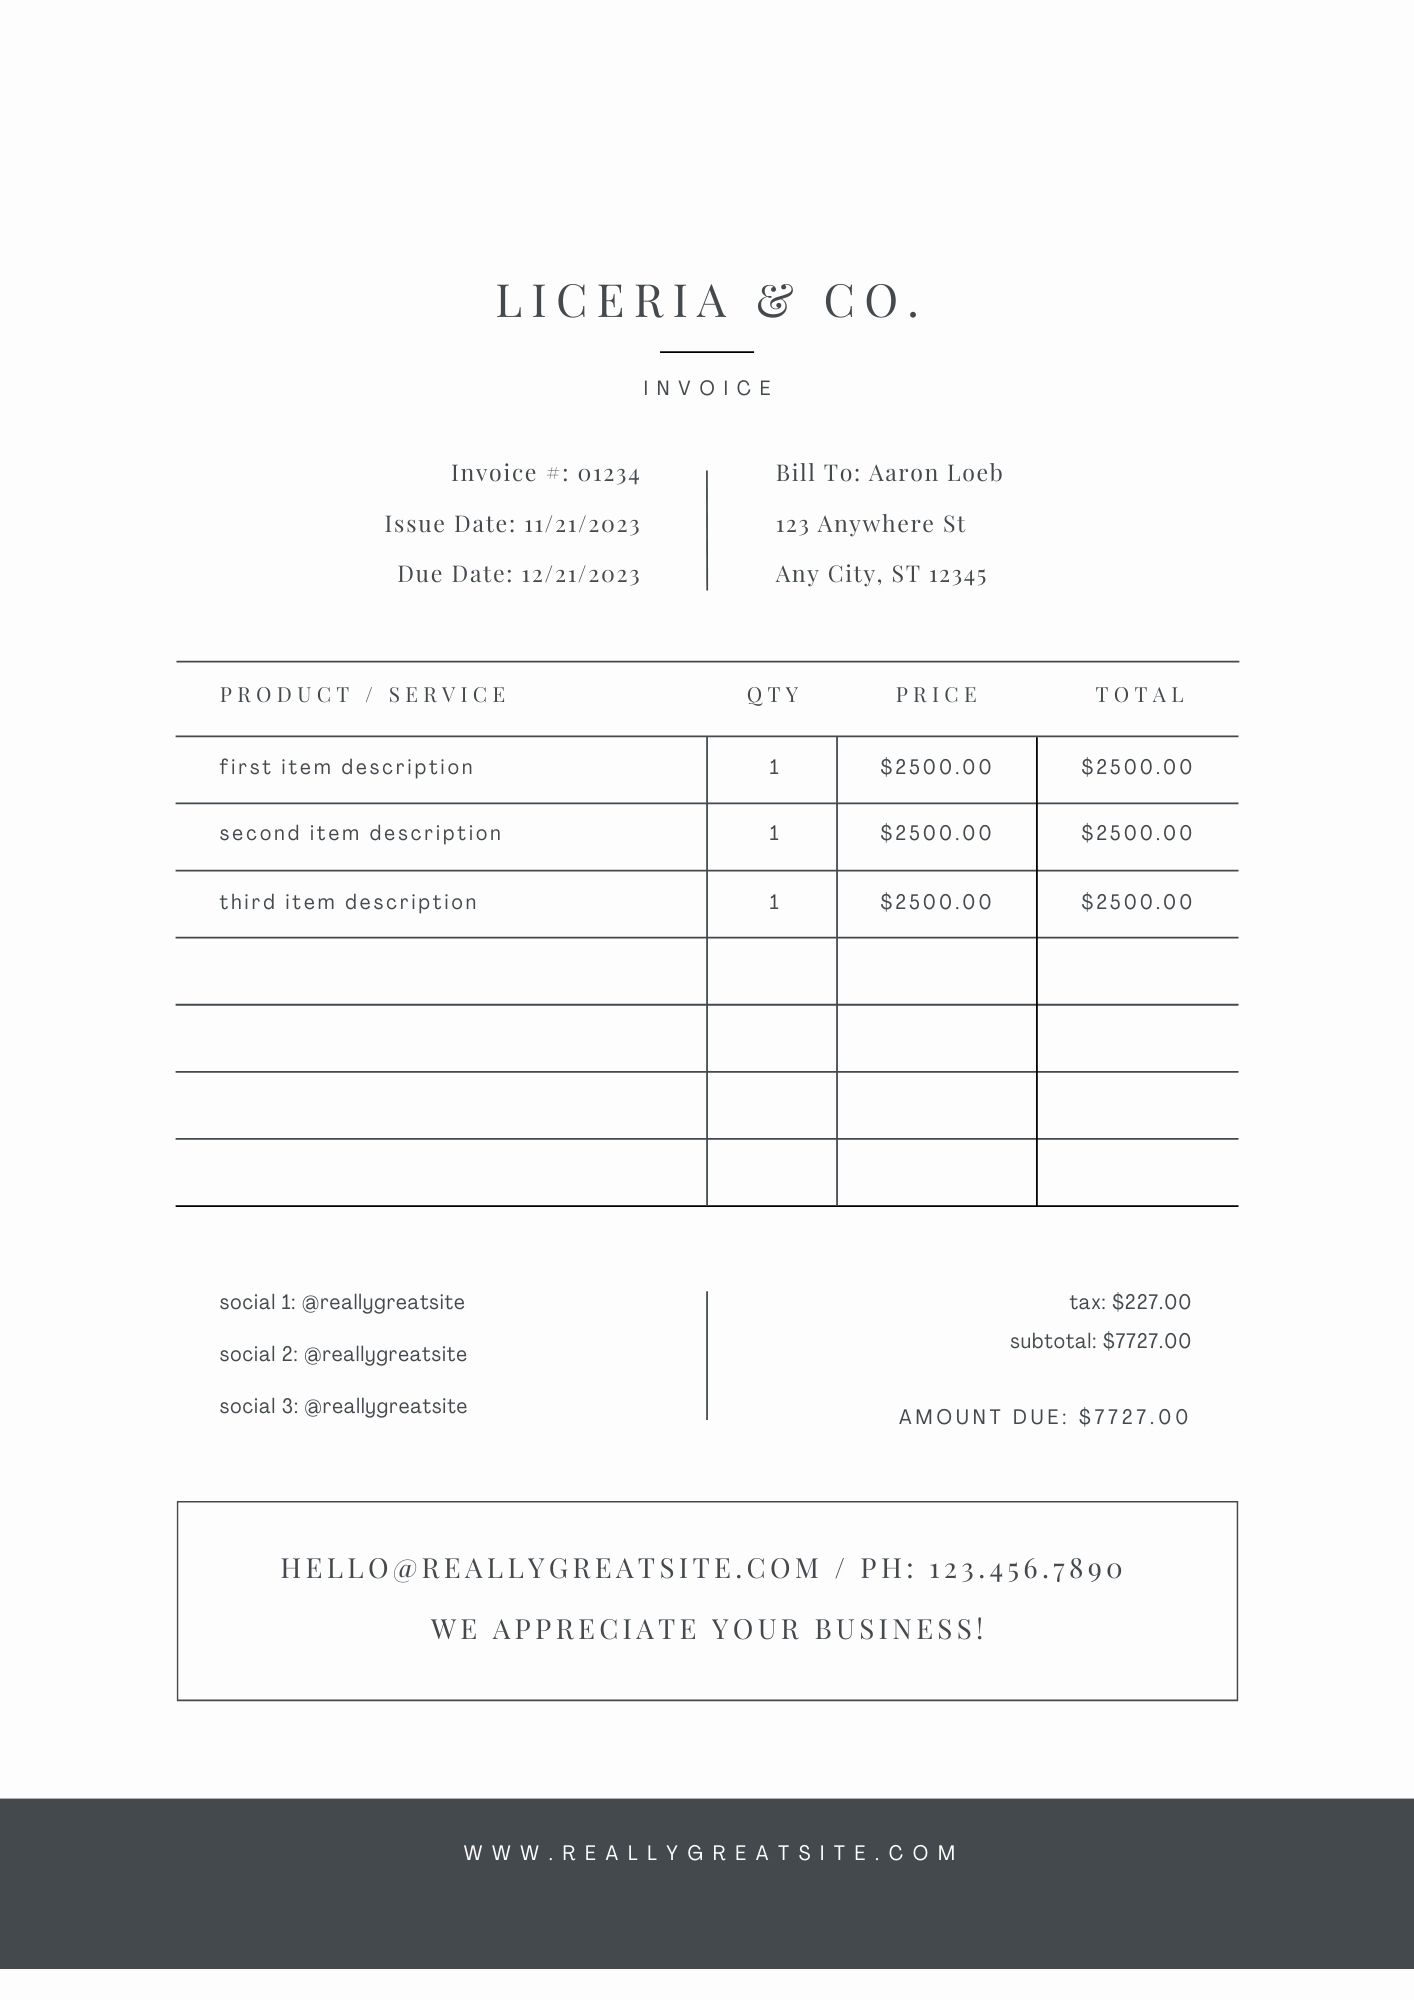 LICERIA & CO.
INVOICE
Invoice #: 01234
Issue Date: 11/21/2023
Due Date: 12/21/2023
Bill To: Aaron Loeb
123 Anywhere St
Any City, ST 12345
PRODUCT / SERVICE QTY PRICE TOTAL
first item description 1 $2500.00 $2500.00
second item description 1 $2500.00 $2500.00
third item description 1 $2500.00 $2500.00
social 1: @reallygreatsite
social 2: @reallygreatsite
social 3: @reallygreatsite
tax: $227.00
subtotal: $7727.00
AMOUNT DUE: $7727.00
HELLO@REALLYGREATSITE.COM / PH: 123.456.7890
WE APPRECIATE YOUR BUSINESS!
WWW.REALLYGREATSITE.COM